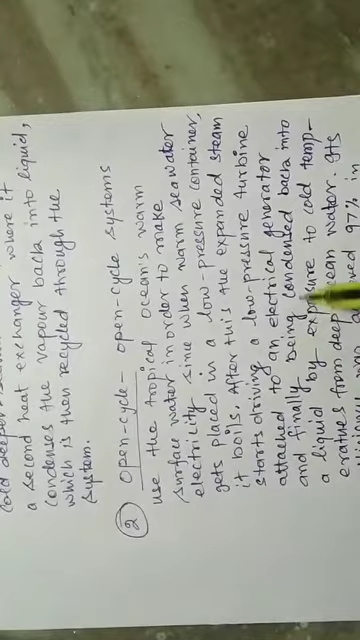 a second heat exchanger where it
condenses the vapour back into liquid,
which is then recycled through the
system.
② open-cycle - open-cycle systems
use the tropical ocean's warm
surface water inorder to make
electricity since when warm seawater
gets placed in a low pressure container,
it boils. After this the expanded steam
starts driving a low pressure turbine
attached to an electrical generator
and finally being condensed back into
a liquid by exposure to cold temp-
eratures from deep ocean water. Its
97% in